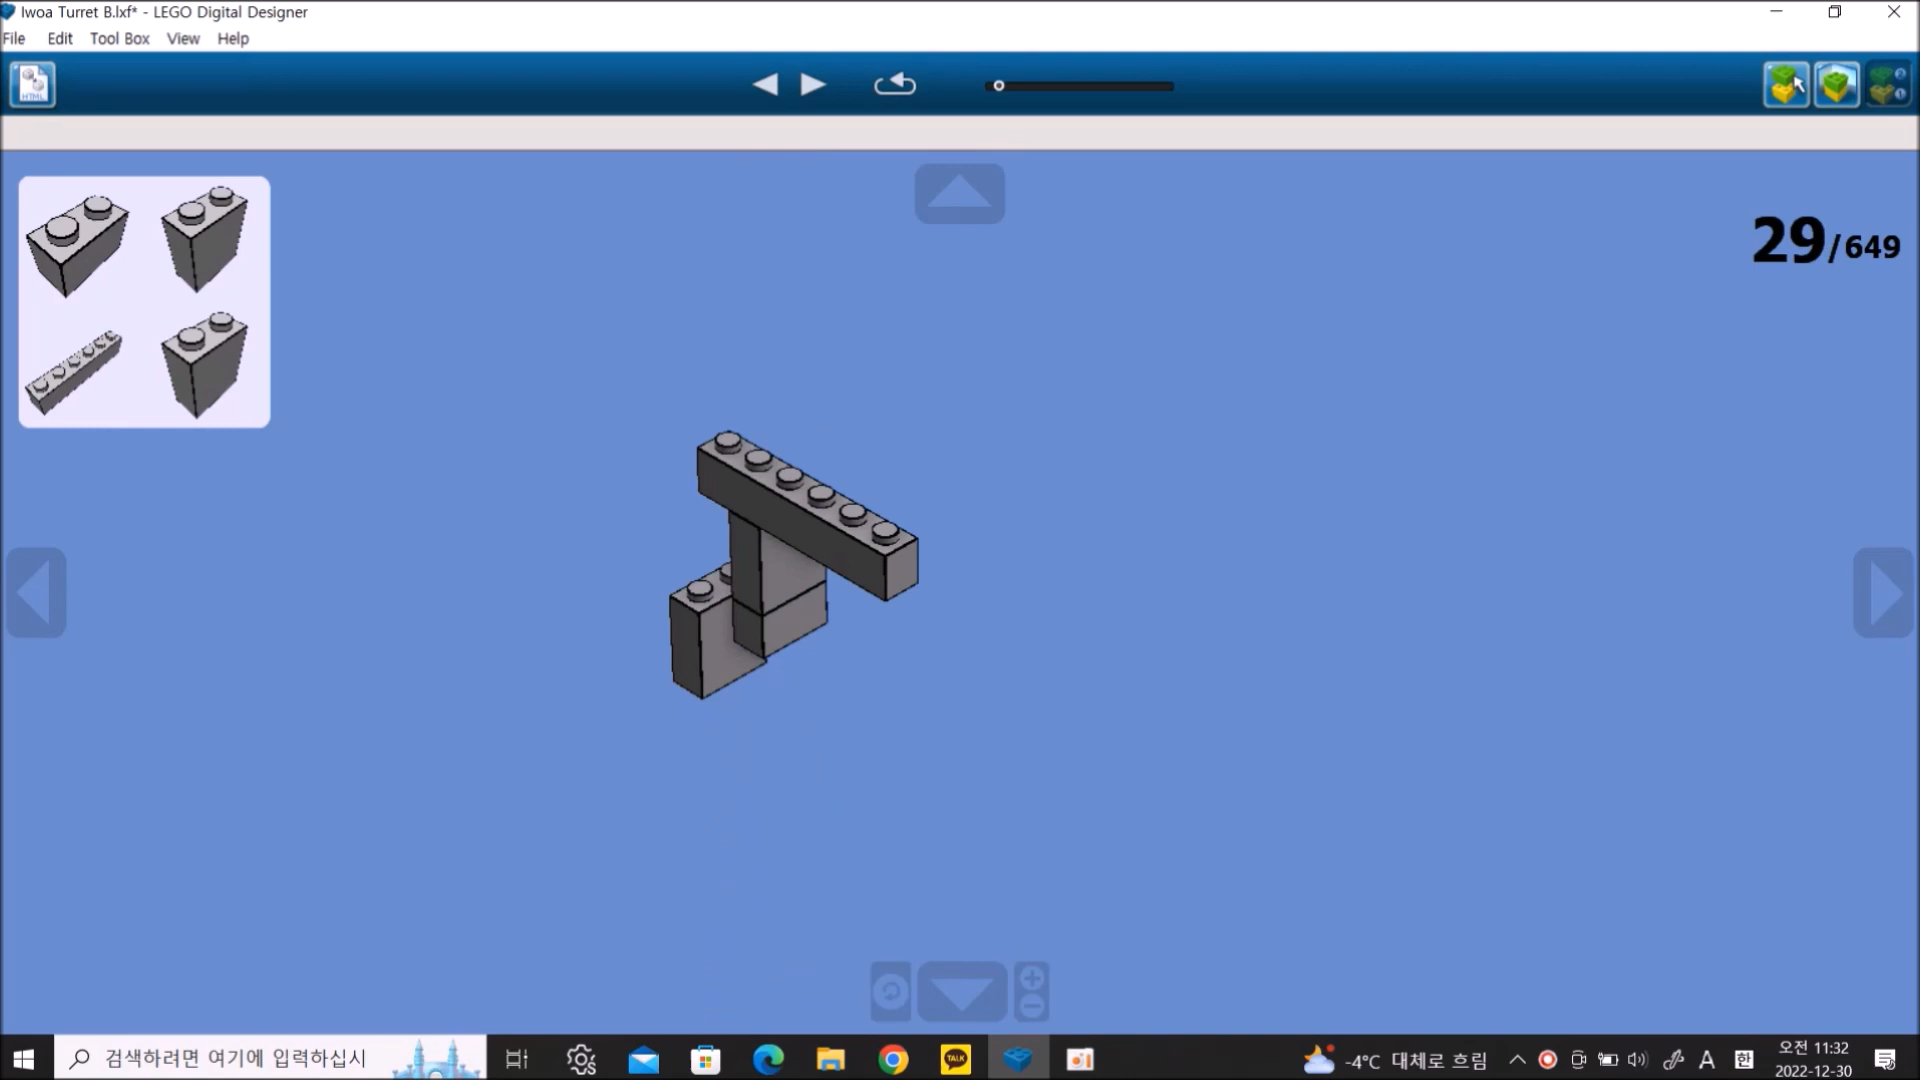 Iwoa Turret B.lxf* - LEGO Digital Designer
File Edit Tool Box View Help
HTML
29/649
검색하려면 여기에 입력하십시
TALK
-4°C 대체로 흐림
A 한
오전 11:32
2022-12-30